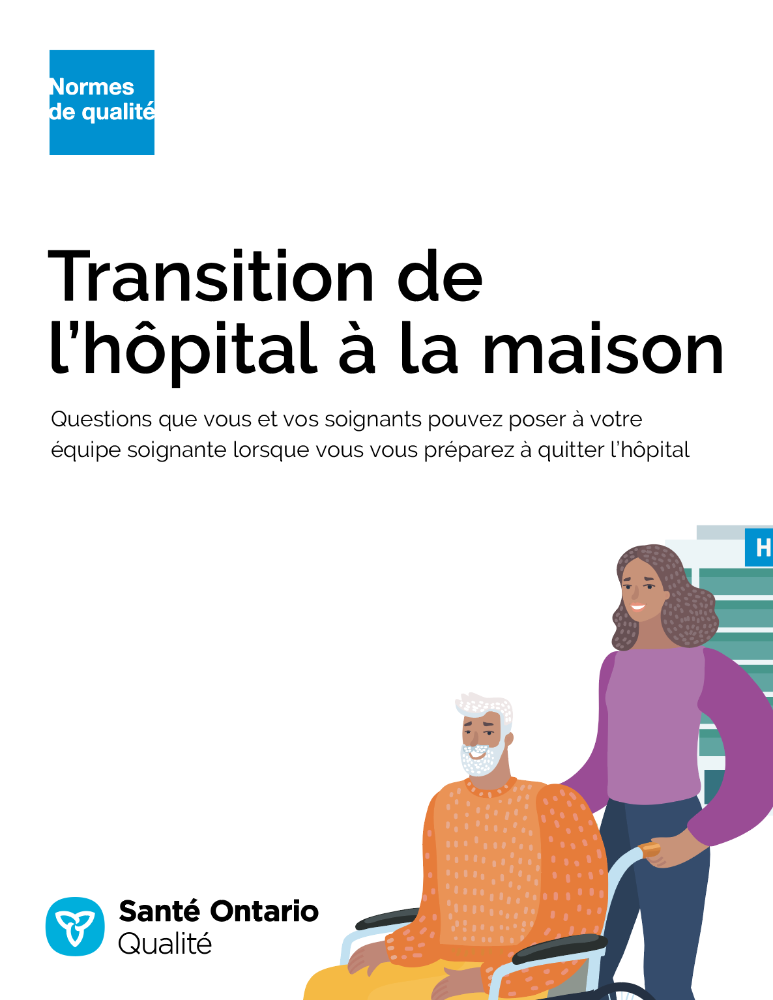 Normes
de qualité
Transition de
l’hôpital à la maison
Questions que vous et vos soignants pouvez poser à votre
équipe soignante lorsque vous vous préparez à quitter l’hôpital
H
Santé Ontario
Qualité